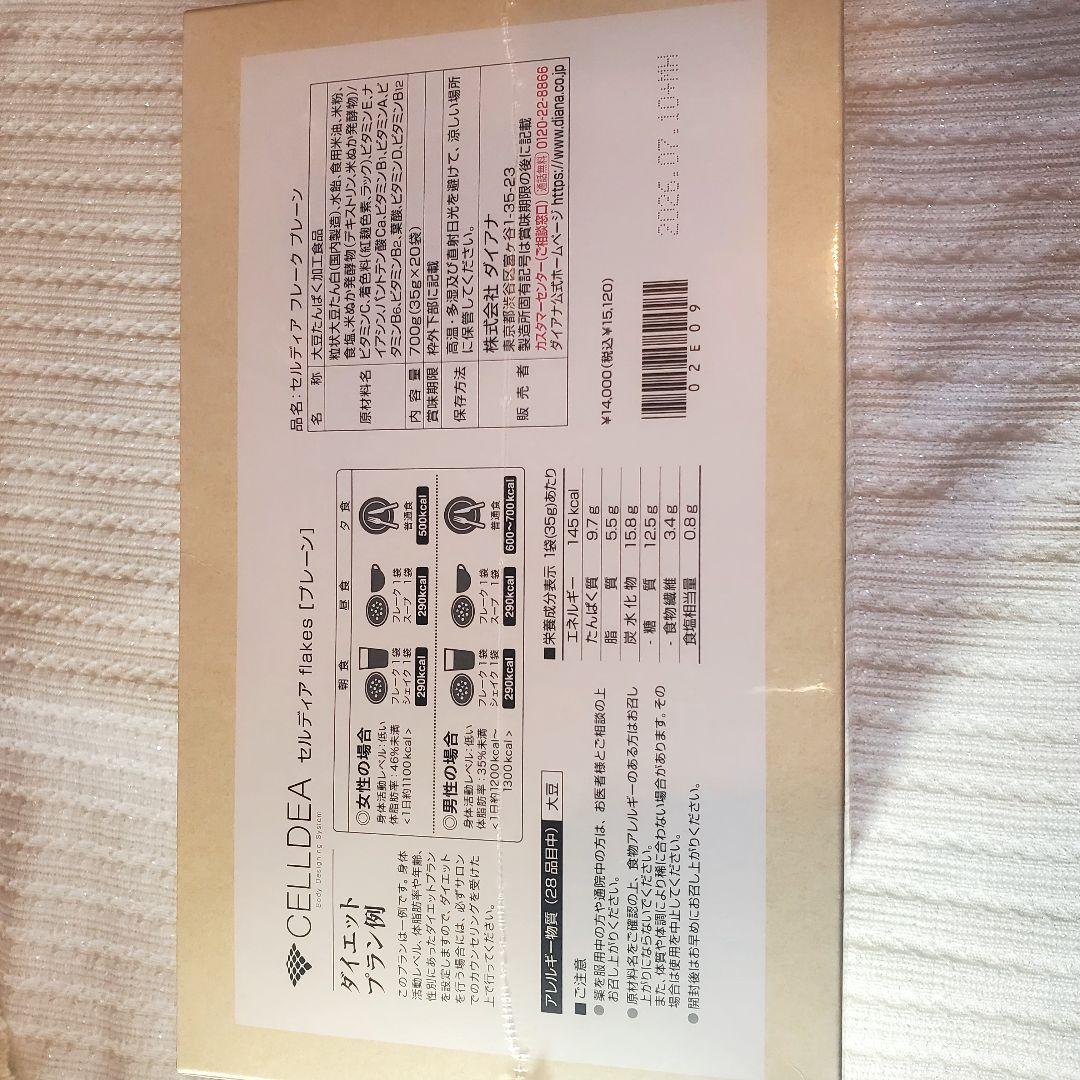 CELLDEA セルディア flakes [プレーン]
Body Designing System
ダイエット
プラン例
このプランは一例です。身体
活動レベル、体脂肪率や年齢、
性別にあったダイエットプラン
を設定しますので、ダイエット
を行う場合には、必ずサロン
でのカウンセリングを受けた
上で行ってください。
朝食 昼食 夕食
◎女性の場合
身体活動レベル:低い
体脂肪率:46%未満
<1日約1100kcal>
フレーク 1袋
シェイク 1袋
290kcal
フレーク 1袋
スープ 1袋
290kcal
普通食
500kcal
◎男性の場合
身体活動レベル:低い
体脂肪率:35%未満
<1日約1200kcal〜
1300kcal>
フレーク 1袋
シェイク 1袋
290kcal
フレーク 1袋
スープ 1袋
290kcal
普通食
600〜700kcal
アレルギー物質(28品目中) 大豆
■ご注意
●薬を服用中の方や通院中の方は、お医者様とご相談の上
お召し上がりください。
●原材料名をご確認の上、食物アレルギーのある方はお召し
上がりにならないでください。
また、体質や体調により稀に合わない場合があります。その
場合は使用を中止してください。
●開封後はお早めにお召し上がりください。
■栄養成分表示 1袋(35g)あたり
エネルギー 145kcal
たんぱく質 9.7g
脂質 5.5g
炭水化物 15.8g
- 糖質 12.5g
- 食物繊維 3.4g
食塩相当量 0.8g
品名:セルディア フレーク プレーン
名称 大豆たんぱく加工食品
原材料名 粒状大豆たん白(国内製造)、水飴、食用米油、米粉、
食塩、米ぬか発酵物(デキストリン、米ぬか発酵物)/
ビタミンC、着色料(紅麹色素、ラック)、ビタミンE、ナ
イアシン、パントテン酸Ca、ビタミンB1、ビタミンA、ビ
タミンB6、ビタミンB2、葉酸、ビタミンD、ビタミンB12
内容量 700g(35g×20袋)
賞味期限 枠外下部に記載
保存方法 高温・多湿及び直射日光を避けて、涼しい場所
に保管してください。
販売者 株式会社 ダイアナ
東京都渋谷区富ヶ谷1-35-23
製造所固有記号は賞味期限の後に記載
カスタマーセンター(ご相談窓口) 通話無料 0120-22-8866
ダイアナ公式ホームページ https://www.diana.co.jp
¥14,000(税込¥15,120)
02E09
2026.07.10+MH